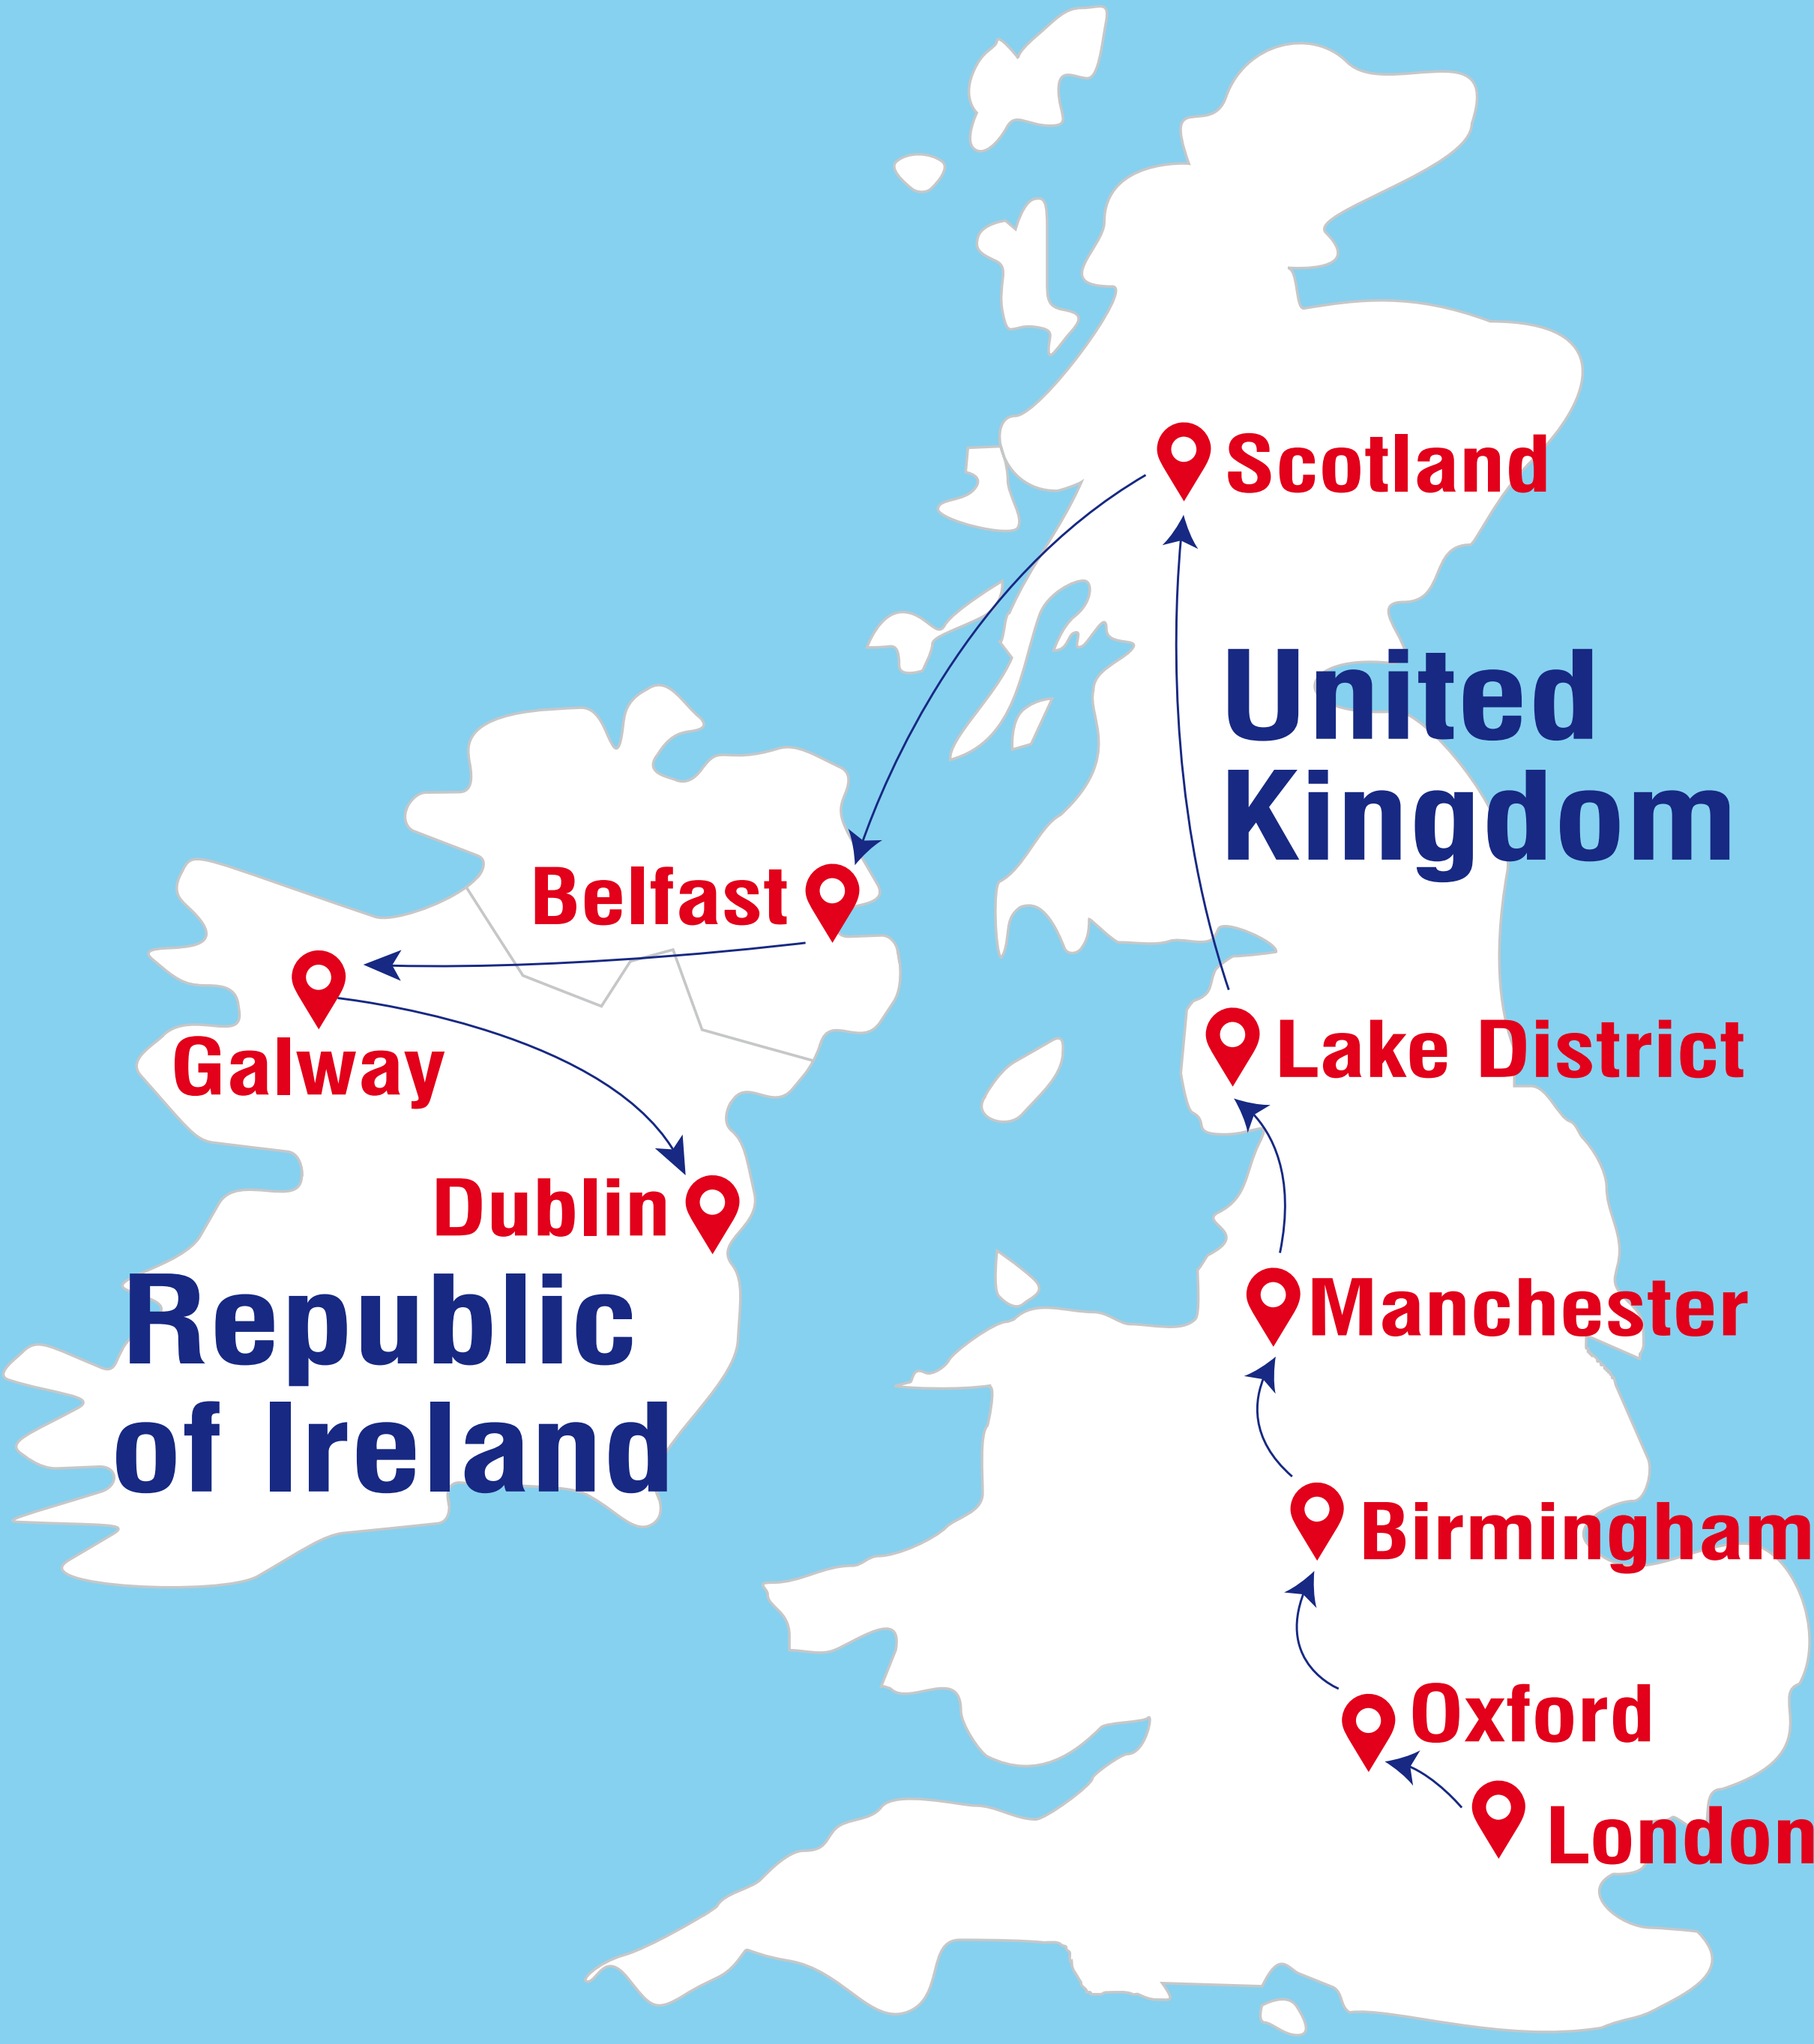 Scotland
United
Kingdom
Belfast
Galway
Lake District
Dublin
Republic
of Ireland
Manchester
Birmingham
Oxford
London